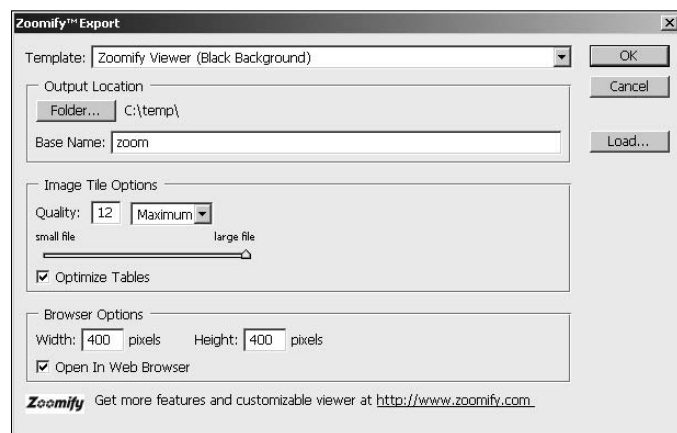 Zoomify™ Export
Template: Zoomify Viewer (Black Background)
OK
Output Location
Cancel
Folder... C:\temp\
Base Name: zoom
Load...
Image Tile Options
Quality: 12 Maximum
small file large file
Optimize Tables
Browser Options
Width: 400 pixels Height: 400 pixels
Open In Web Browser
Zoomify Get more features and customizable viewer at http://www.zoomify.com